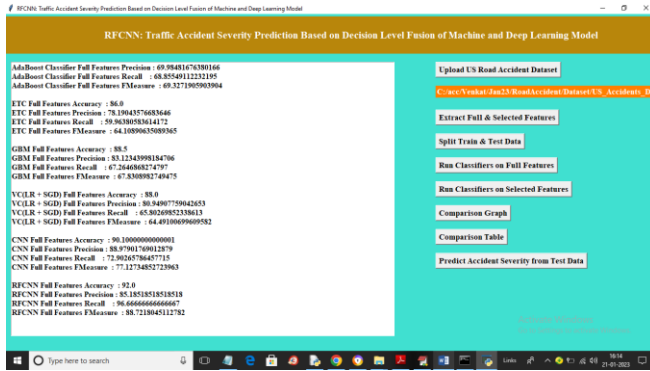 RFCNN: Traffic Accident Severity Prediction Based on Decision Level Fusion of Machine and Deep Learning Model
RFCNN: Traffic Accident Severity Prediction Based on Decision Level Fusion of Machine and Deep Learning Model
AdaBoost Classifier Full Features Precision : 69.98481676380166
AdaBoost Classifier Full Features Recall : 68.85549112232195
AdaBoost Classifier Full Features FMeasure : 69.3271905903904
ETC Full Features Accuracy : 86.0
ETC Full Features Precision : 78.19043576683646
ETC Full Features Recall : 59.96380583614172
ETC Full Features FMeasure : 64.10890635089365
GBM Full Features Accuracy : 88.5
GBM Full Features Precision : 83.12343998184706
GBM Full Features Recall : 67.2646868274797
GBM Full Features FMeasure : 67.8308982749475
VC(LR + SGD) Full Features Accuracy : 88.0
VC(LR + SGD) Full Features Precision : 80.94907759042653
VC(LR + SGD) Full Features Recall : 65.80269852338613
VC(LR + SGD) Full Features FMeasure : 64.49100699609582
CNN Full Features Accuracy : 90.10000000000001
CNN Full Features Precision : 88.97901769012879
CNN Full Features Recall : 72.90265786457715
CNN Full Features FMeasure : 77.12734852723963
RFCNN Full Features Accuracy : 92.0
RFCNN Full Features Precision : 85.18518518518518
RFCNN Full Features Recall : 96.66666666666667
RFCNN Full Features FMeasure : 88.7218045112782
Upload US Road Accident Dataset
C:/acc/Venkat/Jan23/RoadAccident/Dataset/US_Accidents_D
Extract Full & Selected Features
Split Train & Test Data
Run Classifiers on Full Features
Run Classifiers on Selected Features
Comparison Graph
Comparison Table
Predict Accident Severity from Test Data
Type here to search
Links
16:14
21-01-2023